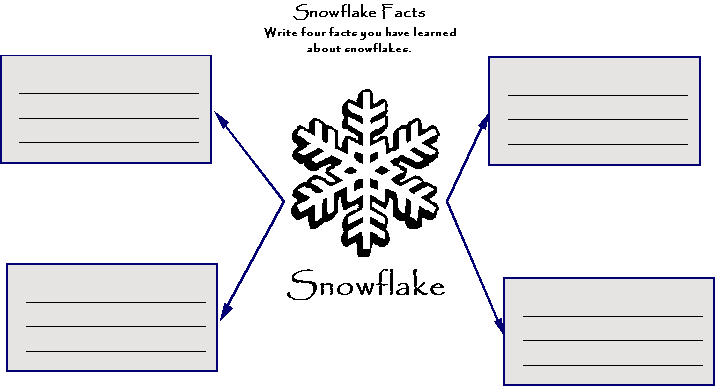 Snowflake Facts
Write four facts you have learned
about snowflakes.
Snowflake